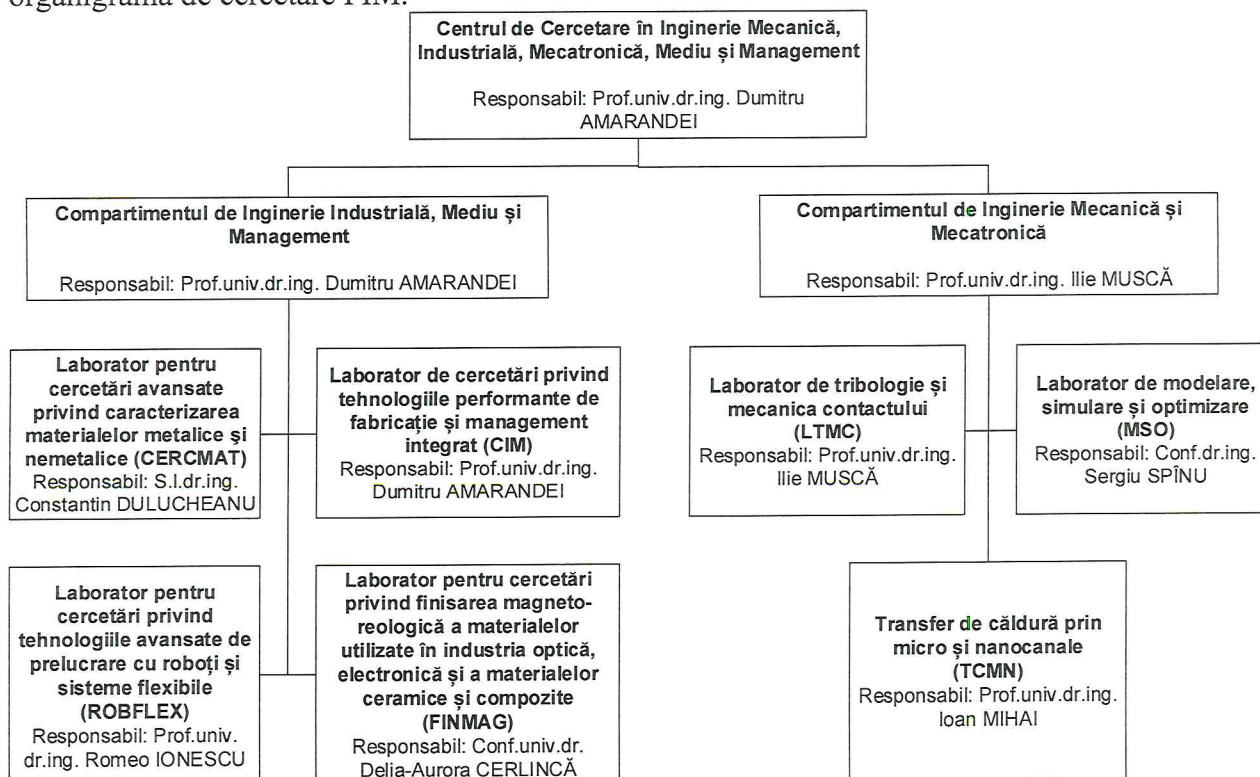 organigrama de cercetare FIM.
Centrul de Cercetare în Inginerie Mecanică,
Industrială, Mecatronică, Mediu și Management
Responsabil: Prof.univ.dr.ing. Dumitru
AMARANDEI
Compartimentul de Inginerie Industrială, Mediu și
Management
Responsabil: Prof.univ.dr.ing. Dumitru AMARANDEI
Compartimentul de Inginerie Mecanică și
Mecatronică
Responsabil: Prof.univ.dr.ing. Ilie MUSCĂ
Laborator pentru
cercetări avansate
privind caracterizarea
materialelor metalice şi
nemetalice (CERCMAT)
Responsabil: S.l.dr.ing.
Constantin DULUCHEANU
Laborator de cercetări privind
tehnologiile performante de
fabricație și management
integrat (CIM)
Responsabil: Prof.univ.dr.ing.
Dumitru AMARANDEI
Laborator de tribologie și
mecanica contactului
(LTMC)
Responsabil: Prof.univ.dr.ing.
Ilie MUSCĂ
Laborator de modelare,
simulare și optimizare
(MSO)
Responsabil: Conf.dr.ing.
Sergiu SPÎNU
Laborator pentru
cercetări privind
tehnologiile avansate de
prelucrare cu roboți și
sisteme flexibile
(ROBFLEX)
Responsabil: Prof.univ.
dr.ing. Romeo IONESCU
Laborator pentru cercetări
privind finisarea magneto-
reologică a materialelor
utilizate în industria optică,
electronică și a materialelor
ceramice și compozite
(FINMAG)
Responsabil: Conf.univ.dr.
Delia-Aurora CERLINCĂ
Transfer de căldură prin
micro și nanocanale
(TCMN)
Responsabil: Prof.univ.dr.ing.
Ioan MIHAI